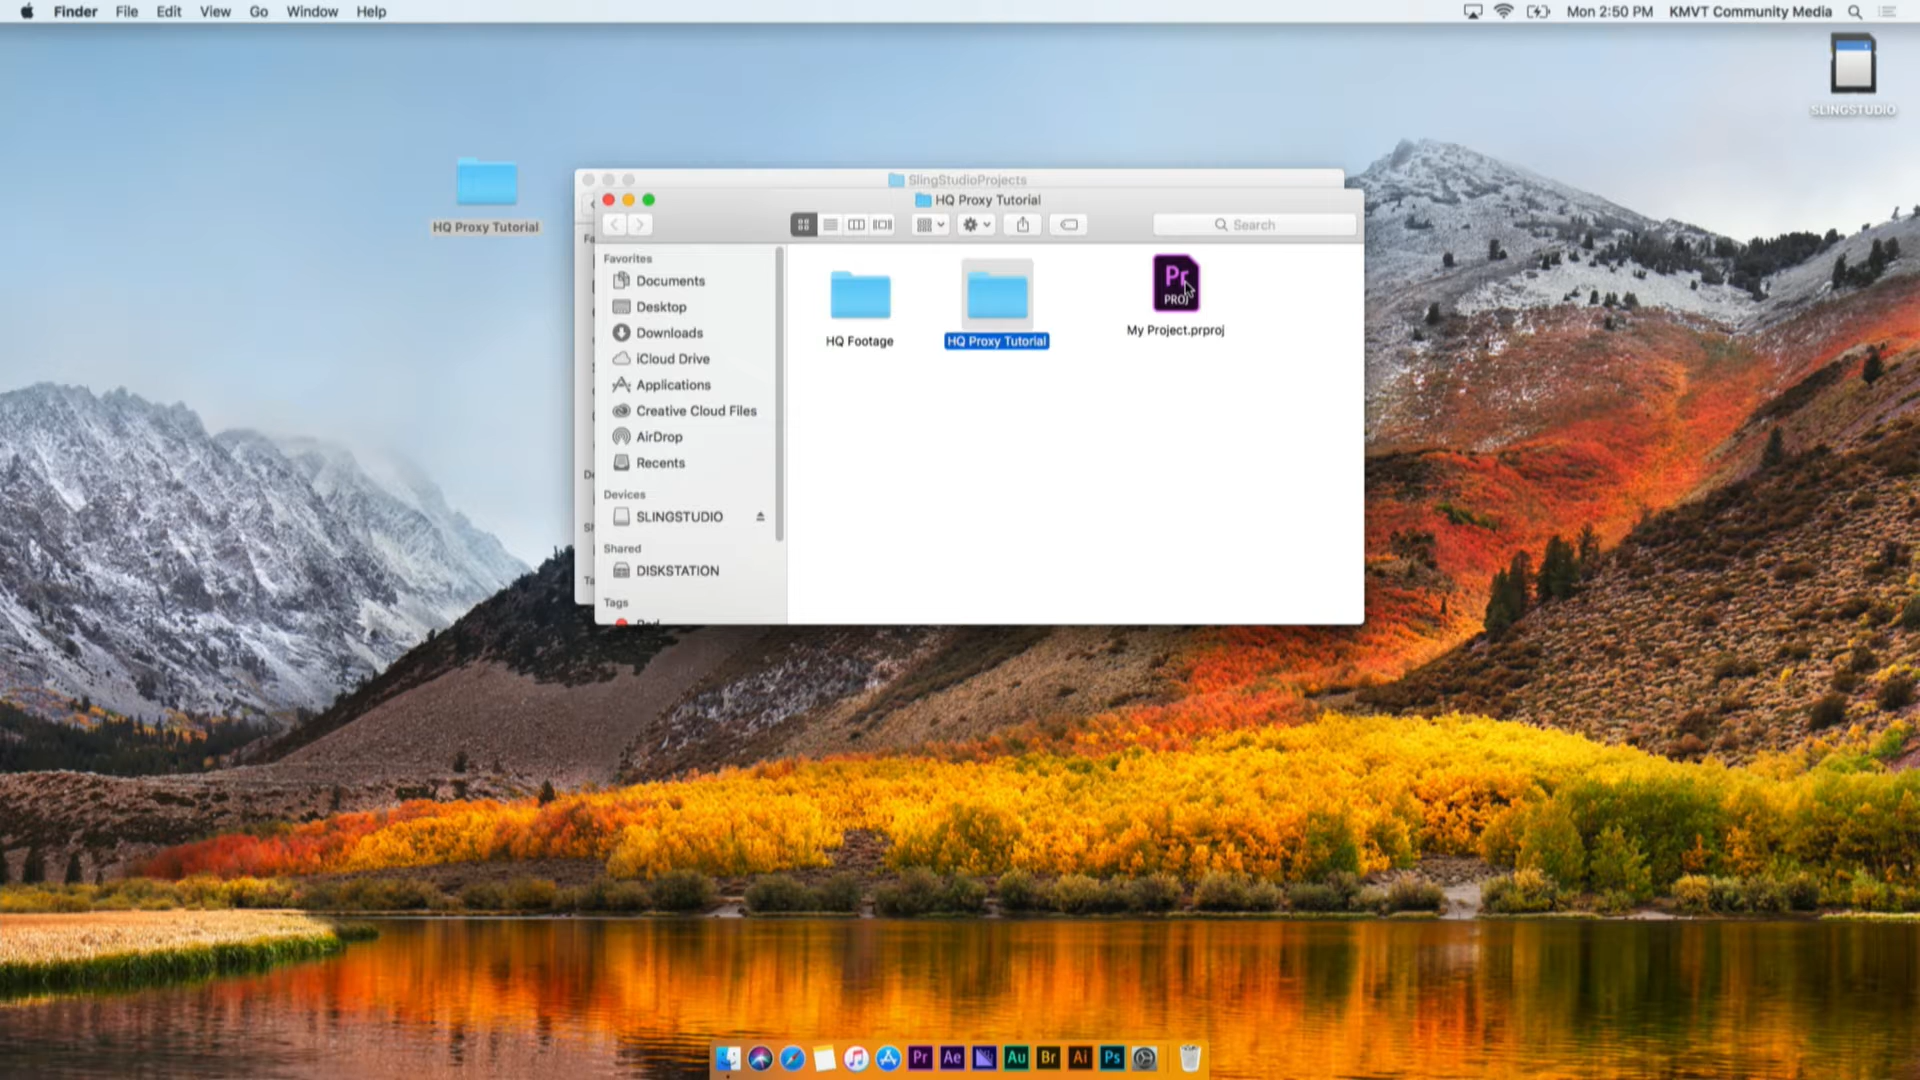 Finder File Edit View Go Window Help
Mon 2:50 PM KMVT Community Media
SLINGSTUDIO
HQ Proxy Tutorial
SlingStudioProjects
HQ Proxy Tutorial
Search
Favorites
Documents
Desktop
Downloads
iCloud Drive
Applications
Creative Cloud Files
AirDrop
Recents
Devices
SLINGSTUDIO
Shared
DISKSTATION
Tags
Red
HQ Footage
HQ Proxy Tutorial
Pr
PROJ
My Project.prproj
Pr Ae Au Br Ai Ps